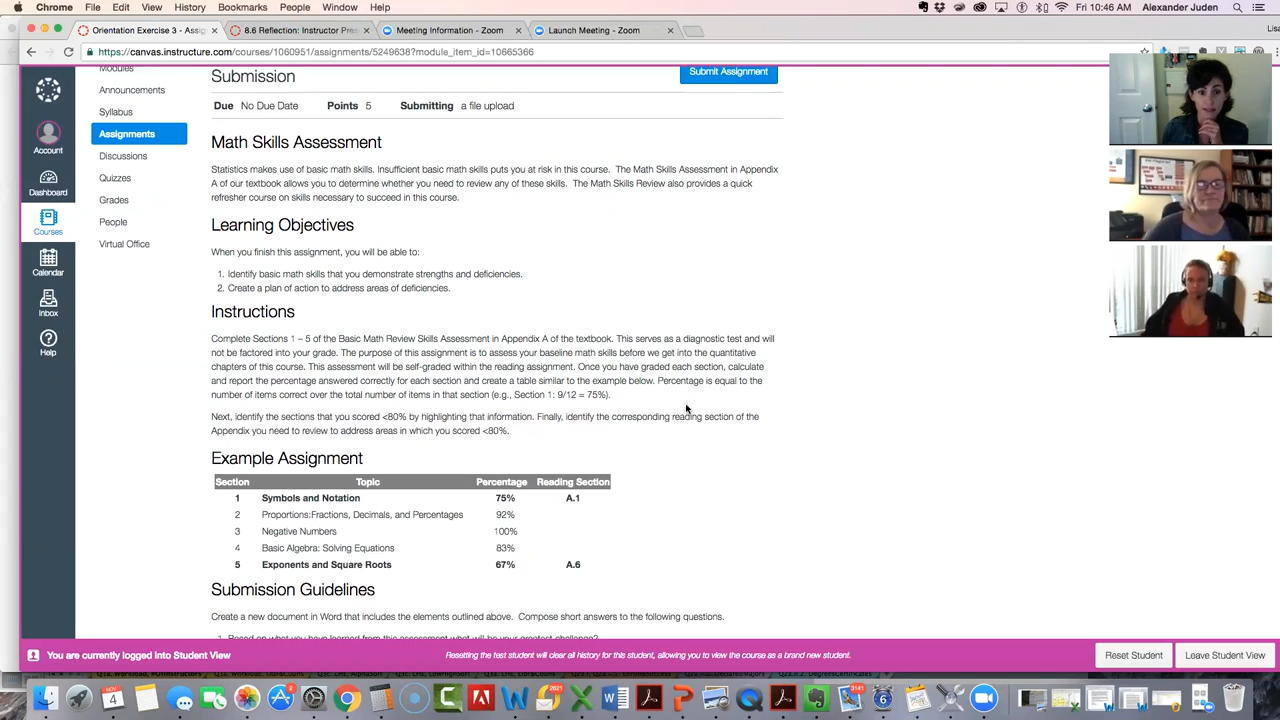 Chrome File Edit View History Bookmarks People Window Help
Fri 10:46 AM Alexander Juden
Orientation Exercise 3 - Assig
8.6 Reflection: Instructor Pres
Meeting Information - Zoom
Launch Meeting - Zoom
Lisa
https://canvas.instructure.com/courses/1060951/assignments/5249638?module_item_id=10665366
Account
Dashboard
Courses
Calendar
Inbox
Help
Modules
Announcements
Syllabus
Assignments
Discussions
Quizzes
Grades
People
Virtual Office
Submission
Submit Assignment
Due No Due Date Points 5 Submitting a file upload
Math Skills Assessment
Statistics makes use of basic math skills. Insufficient basic math skills puts you at risk in this course. The Math Skills Assessment in Appendix
A of our textbook allows you to determine whether you need to review any of these skills. The Math Skills Review also provides a quick
refresher course on skills necessary to succeed in this course.
Learning Objectives
When you finish this assignment, you will be able to:
1. Identify basic math skills that you demonstrate strengths and deficiencies.
2. Create a plan of action to address areas of deficiencies.
Instructions
Complete Sections 1 – 5 of the Basic Math Review Skills Assessment in Appendix A of the textbook. This serves as a diagnostic test and will
not be factored into your grade. The purpose of this assignment is to assess your baseline math skills before we get into the quantitative
chapters of this course. This assessment will be self-graded within the reading assignment. Once you have graded each section, calculate
and report the percentage answered correctly for each section and create a table similar to the example below. Percentage is equal to the
number of items correct over the total number of items in that section (e.g., Section 1: 9/12 = 75%).
Next, identify the sections that you scored <80% by highlighting that information. Finally, identify the corresponding reading section of the
Appendix you need to review to address areas in which you scored <80%.
Example Assignment
Section Topic Percentage Reading Section
1 Symbols and Notation 75% A.1
2 Proportions:Fractions, Decimals, and Percentages 92%
3 Negative Numbers 100%
4 Basic Algebra: Solving Equations 83%
5 Exponents and Square Roots 67% A.6
Submission Guidelines
Create a new document in Word that includes the elements outlined above. Compose short answers to the following questions.
1. Based on what you have learned from this assessment what will be your greatest challenge?
You are currently logged into Student View
Resetting the test student will clear all history for this student, allowing you to view the course as a brand new student.
Reset Student
Leave Student View